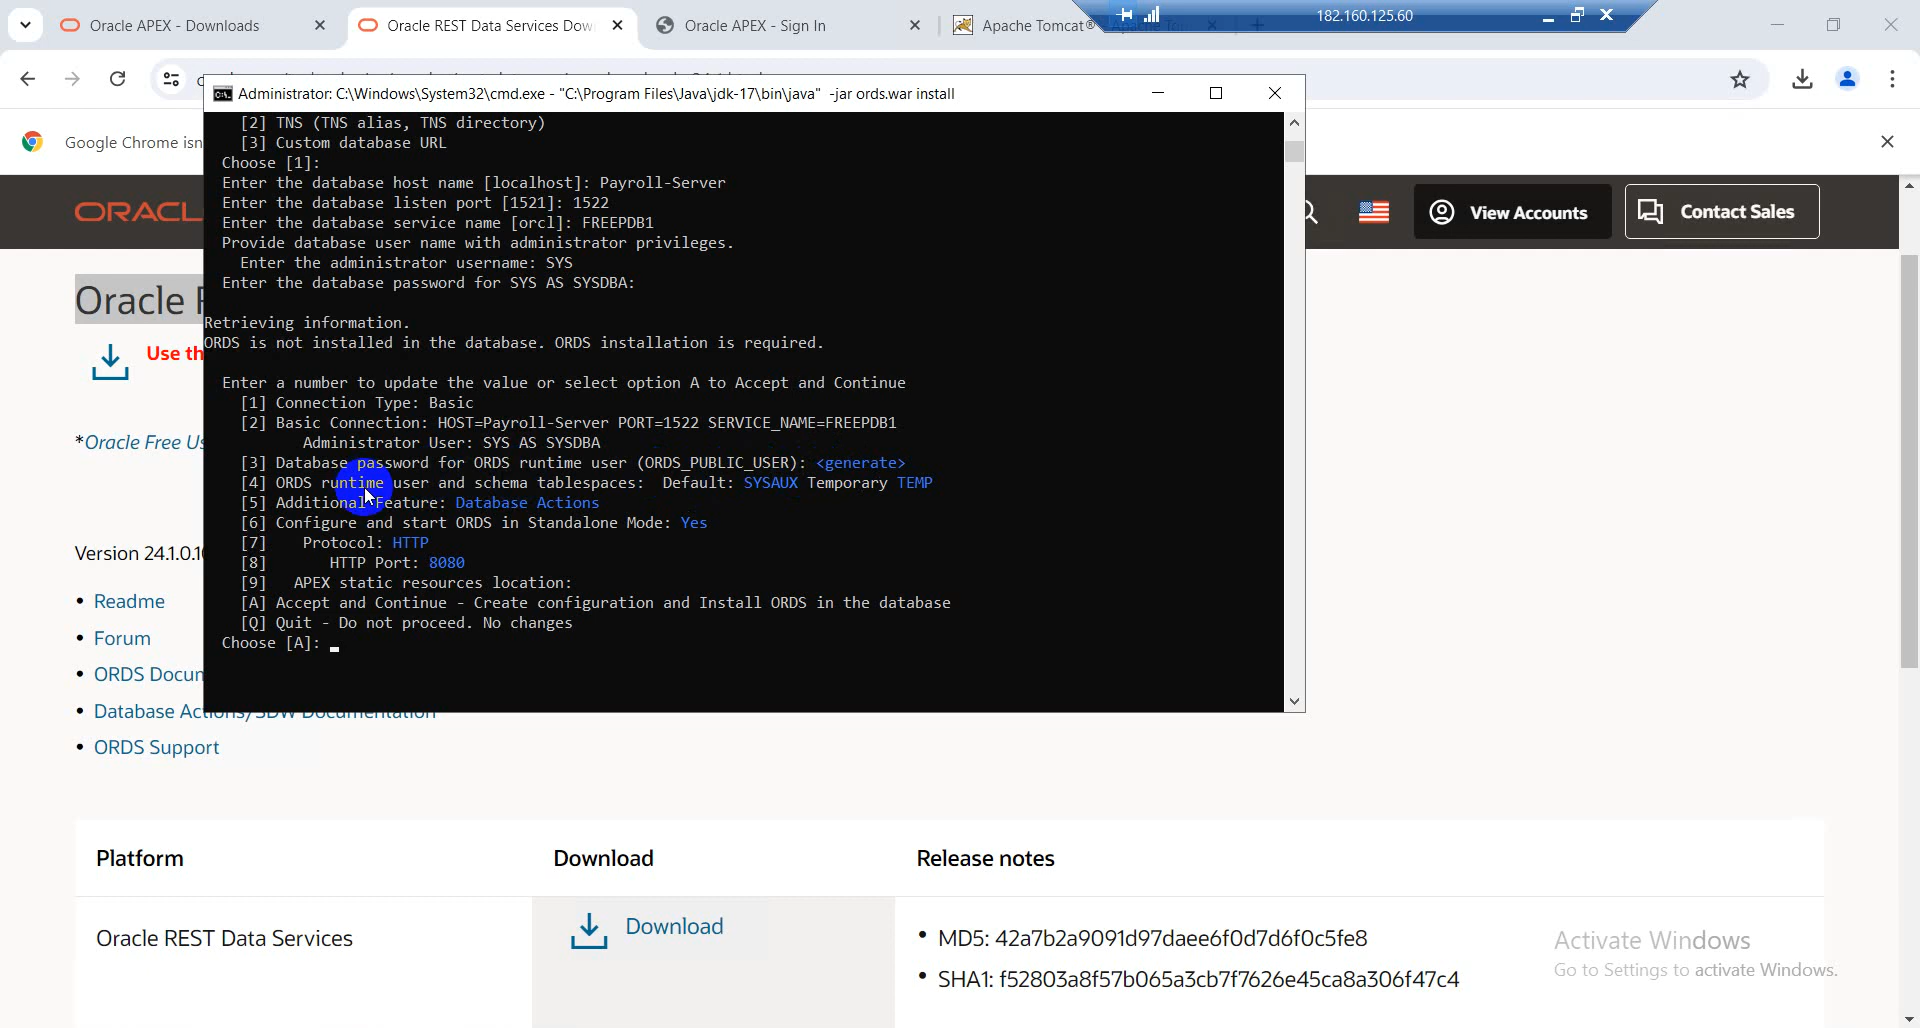 Oracle APEX - Downloads
Oracle REST Data Services Dow
Oracle APEX - Sign In
Apache Tomcat®
182.160.125.60
Administrator: C:\Windows\System32\cmd.exe - "C:\Program Files\Java\jdk-17\bin\java" -jar ords.war install
Google Chrome isn
ORACL
View Accounts
Contact Sales
[2] TNS (TNS alias, TNS directory)
[3] Custom database URL
Choose [1]:
Enter the database host name [localhost]: Payroll-Server
Enter the database listen port [1521]: 1522
Enter the database service name [orcl]: FREEPDB1
Provide database user name with administrator privileges.
Enter the administrator username: SYS
Enter the database password for SYS AS SYSDBA:
Retrieving information.
ORDS is not installed in the database. ORDS installation is required.
Enter a number to update the value or select option A to Accept and Continue
[1] Connection Type: Basic
[2] Basic Connection: HOST=Payroll-Server PORT=1522 SERVICE_NAME=FREEPDB1
Administrator User: SYS AS SYSDBA
[3] Database password for ORDS runtime user (ORDS_PUBLIC_USER): <generate>
[4] ORDS runtime user and schema tablespaces: Default: SYSAUX Temporary TEMP
[5] Additional Feature: Database Actions
[6] Configure and start ORDS in Standalone Mode: Yes
[7] Protocol: HTTP
[8] HTTP Port: 8080
[9] APEX static resources location:
[A] Accept and Continue - Create configuration and Install ORDS in the database
[Q] Quit - Do not proceed. No changes
Choose [A]:
Oracle
Use th
*Oracle Free Us
Version 24.1.0.1
• Readme
• Forum
• ORDS Docum
• Database Actions/SDW Documentation
• ORDS Support
Platform
Download
Release notes
Oracle REST Data Services
Download
• MD5: 42a7b2a9091d97daee6f0d7d6f0c5fe8
• SHA1: f52803a8f57b065a3cb7f7626e45ca8a306f47c4
Activate Windows
Go to Settings to activate Windows.